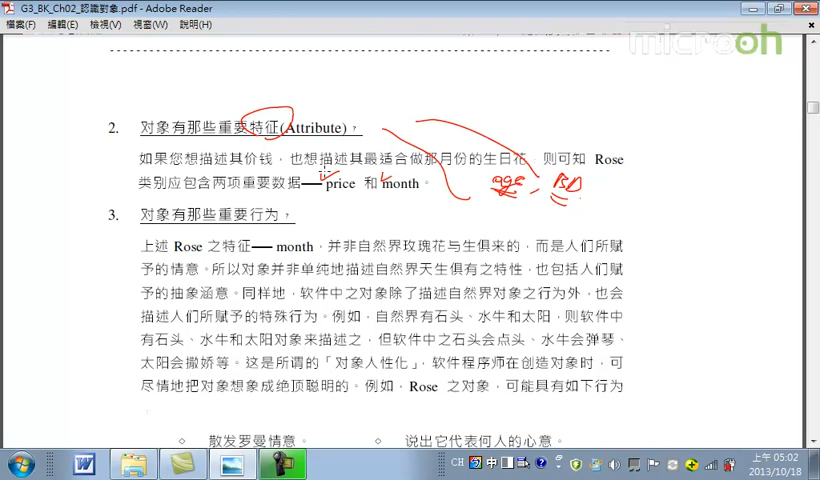 G3_BK_Ch02_認識對象.pdf - Adobe Reader
檔案(F) 編輯(E) 檢視(V) 視窗(W) 說明(H)
microoh
2. 对象有那些重要特征(Attribute)，
如果您想描述其价钱，也想描述其最适合做那月份的生日花，则可知 Rose
类别应包含两项重要数据——price 和 month。
age, BD
3. 对象有那些重要行为，
上述 Rose 之特征——month，并非自然界玫瑰花与生俱来的，而是人们所赋
予的情意。所以对象并非单纯地描述自然界天生俱有之特性，也包括人们赋
予的抽象涵意。同样地，软件中之对象除了描述自然界对象之行为外，也会
描述人们所赋予的特殊行为。例如，自然界有石头、水牛和太阳，则软件中
有石头、水牛和太阳对象来描述之，但软件中之石头会点头、水牛会弹琴、
太阳会撒娇等。这是所谓的「对象人性化」，软件程序师在创造对象时，可
尽情地把对象想象成绝顶聪明的。例如，Rose 之对象，可能具有如下行为
◇ 散发罗曼情意。 ◇ 说出它代表何人的心意。
CH 中
上午 05:02
2013/10/18